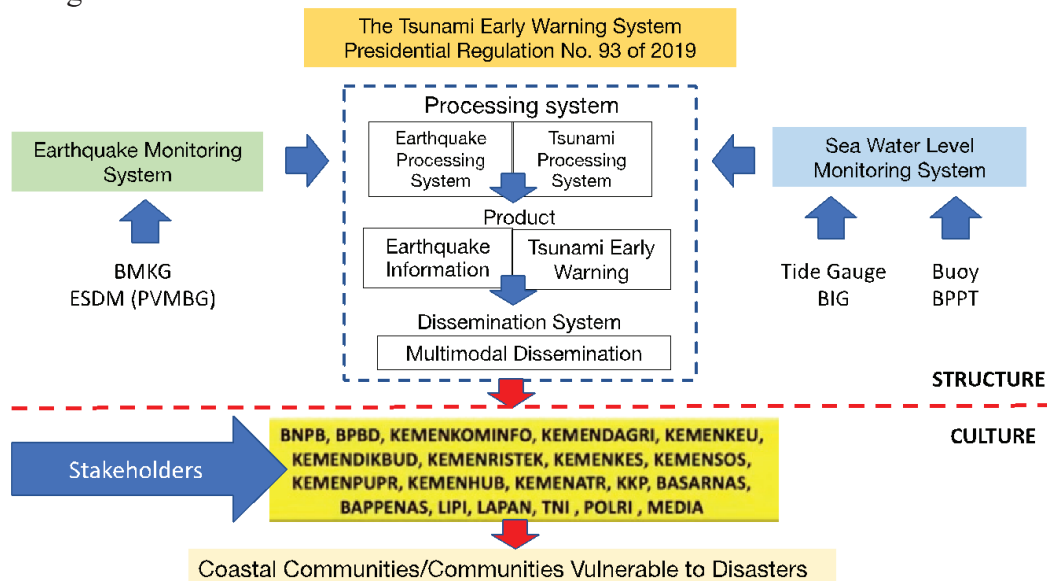 The Tsunami Early Warning System
Presidential Regulation No. 93 of 2019
Processing system
Earthquake
Processing
System
Tsunami
Processing
System
Earthquake Monitoring
System
Sea Water Level
Monitoring System
Product
Earthquake
Information
Tsunami Early
Warning
BMKG
ESDM (PVMBG)
Tide Gauge
BIG
Buoy
BPPT
Dissemination System
Multimodal Dissemination
STRUCTURE
CULTURE
Stakeholders
BNPB, BPBD, KEMENKOMINFO, KEMENDAGRI, KEMENKEU,
KEMENDIKBUD, KEMENRISTEK, KEMENKES, KEMENSOS,
KEMENPUPR, KEMENHUB, KEMENATR, KKP, BASARNAS,
BAPPENAS, LIPI, LAPAN, TNI , POLRI , MEDIA
Coastal Communities/Communities Vulnerable to Disasters